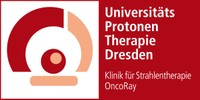 Universitäts
Protonen
Therapie
Dresden
Klinik für Strahlentherapie
OncoRay